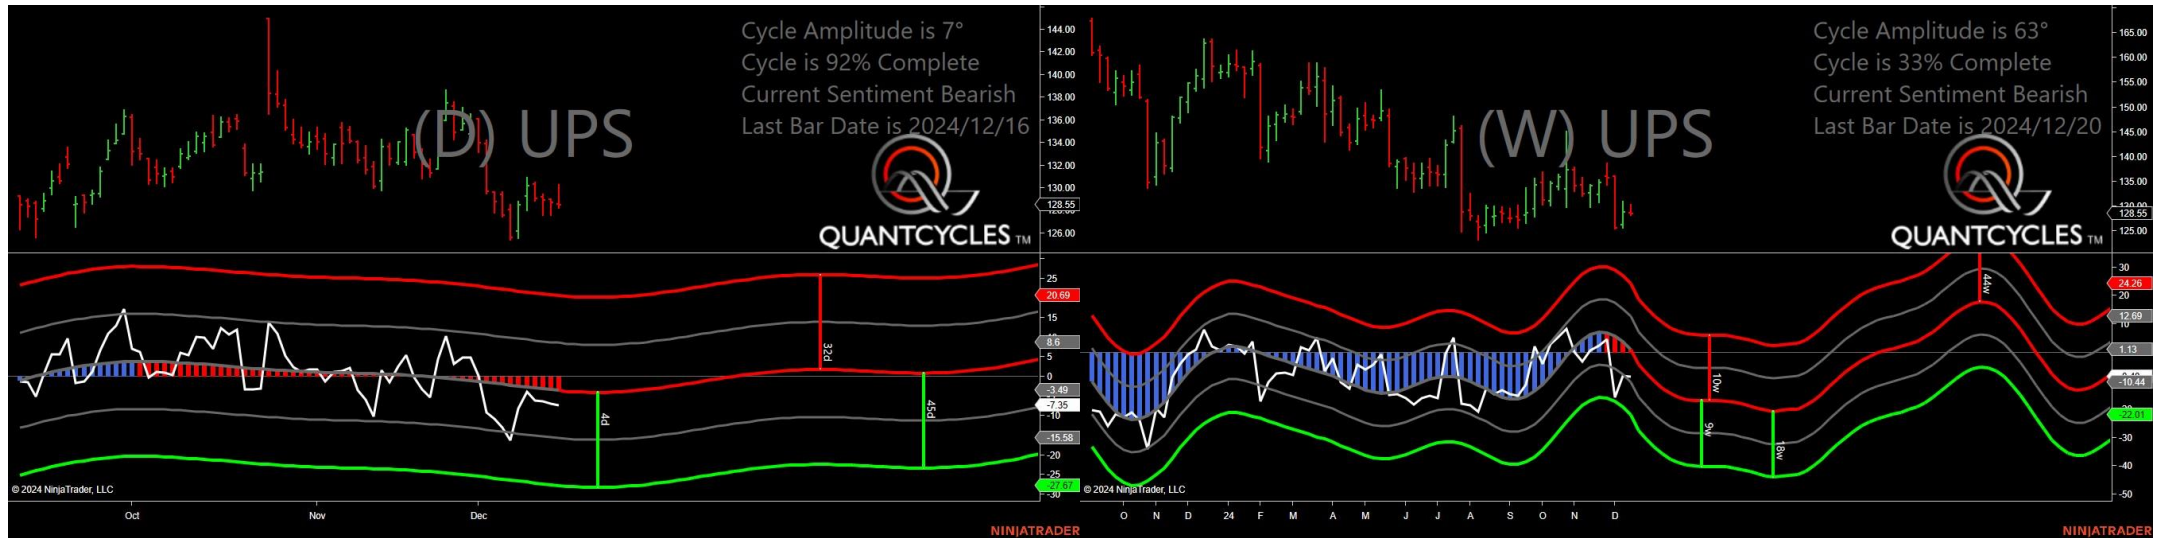 Cycle Amplitude is 7°
Cycle is 92% Complete
Current Sentiment Bearish
Last Bar Date is 2024/12/16
(D) UPS
QUANTCYCLES TM
144.00
142.00
140.00
138.00
136.00
134.00
132.00
130.00
128.55
126.00
25
20.69
15
8.6
5
0
-3.49
-7.35
-10
-15.58
-20
-25
-27.67
-30
32d
4d
45d
© 2024 NinjaTrader, LLC
Oct Nov Dec
NINJATRADER
Cycle Amplitude is 63°
Cycle is 33% Complete
Current Sentiment Bearish
Last Bar Date is 2024/12/20
(W) UPS
QUANTCYCLES TM
165.00
160.00
155.00
150.00
145.00
140.00
135.00
130.00
128.55
125.00
30
24.26
20
12.69
10
1.13
-10.44
-22.01
-30
-40
-50
44w
10w
9w
18w
© 2024 NinjaTrader, LLC
O N D 24 F M A M J J A S O N D
NINJATRADER